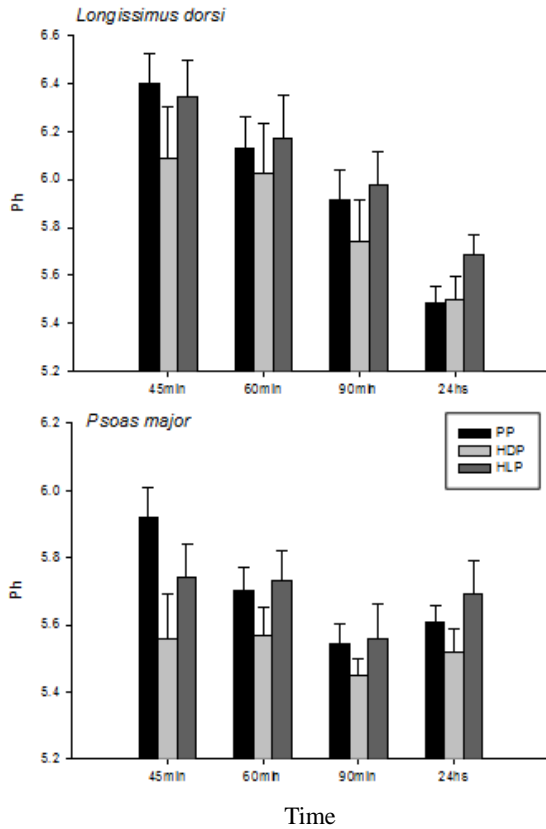 Longissimus dorsi
6.6
6.4
6.2
6.0
5.8
5.6
5.4
5.2
Ph
45min 60min 90min 24hs
Psoas major
6.2
6.0
5.8
5.6
5.4
5.2
Ph
PP
HDP
HLP
45min 60min 90min 24hs
Time